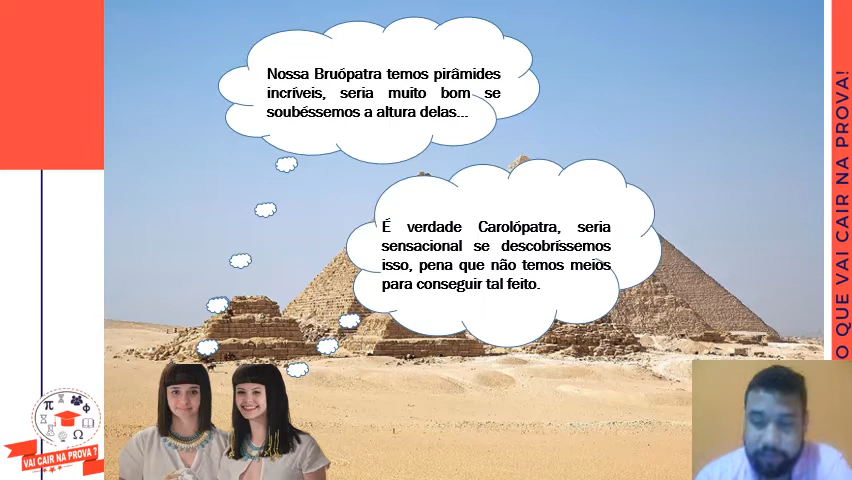 Nossa Bruópatra temos pirâmides
incríveis, seria muito bom se
soubéssemos a altura delas...
É verdade Carolópatra, seria
sensacional se descobríssemos
isso, pena que não temos meios
para conseguir tal feito.
O QUE VAI CAIR NA PROVA!
π
Φ
Ω
VAI CAIR NA PROVA ?